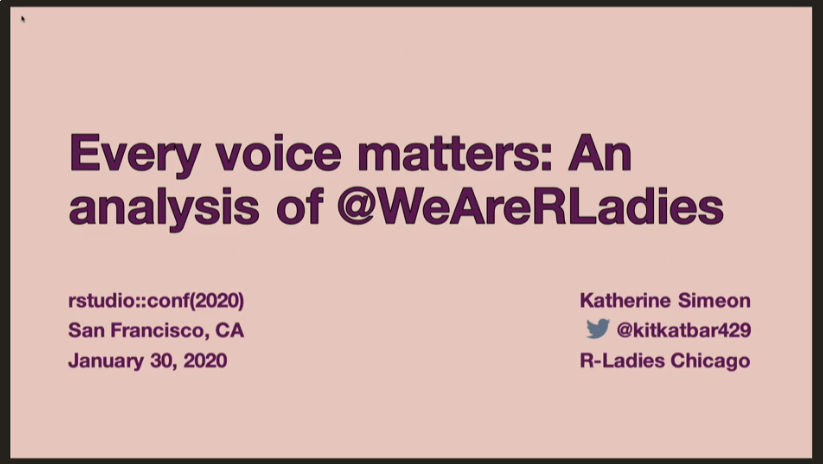 Every voice matters: An
analysis of @WeAreRLadies
rstudio::conf(2020)
San Francisco, CA
January 30, 2020
Katherine Simeon
@kitkatbar429
R-Ladies Chicago